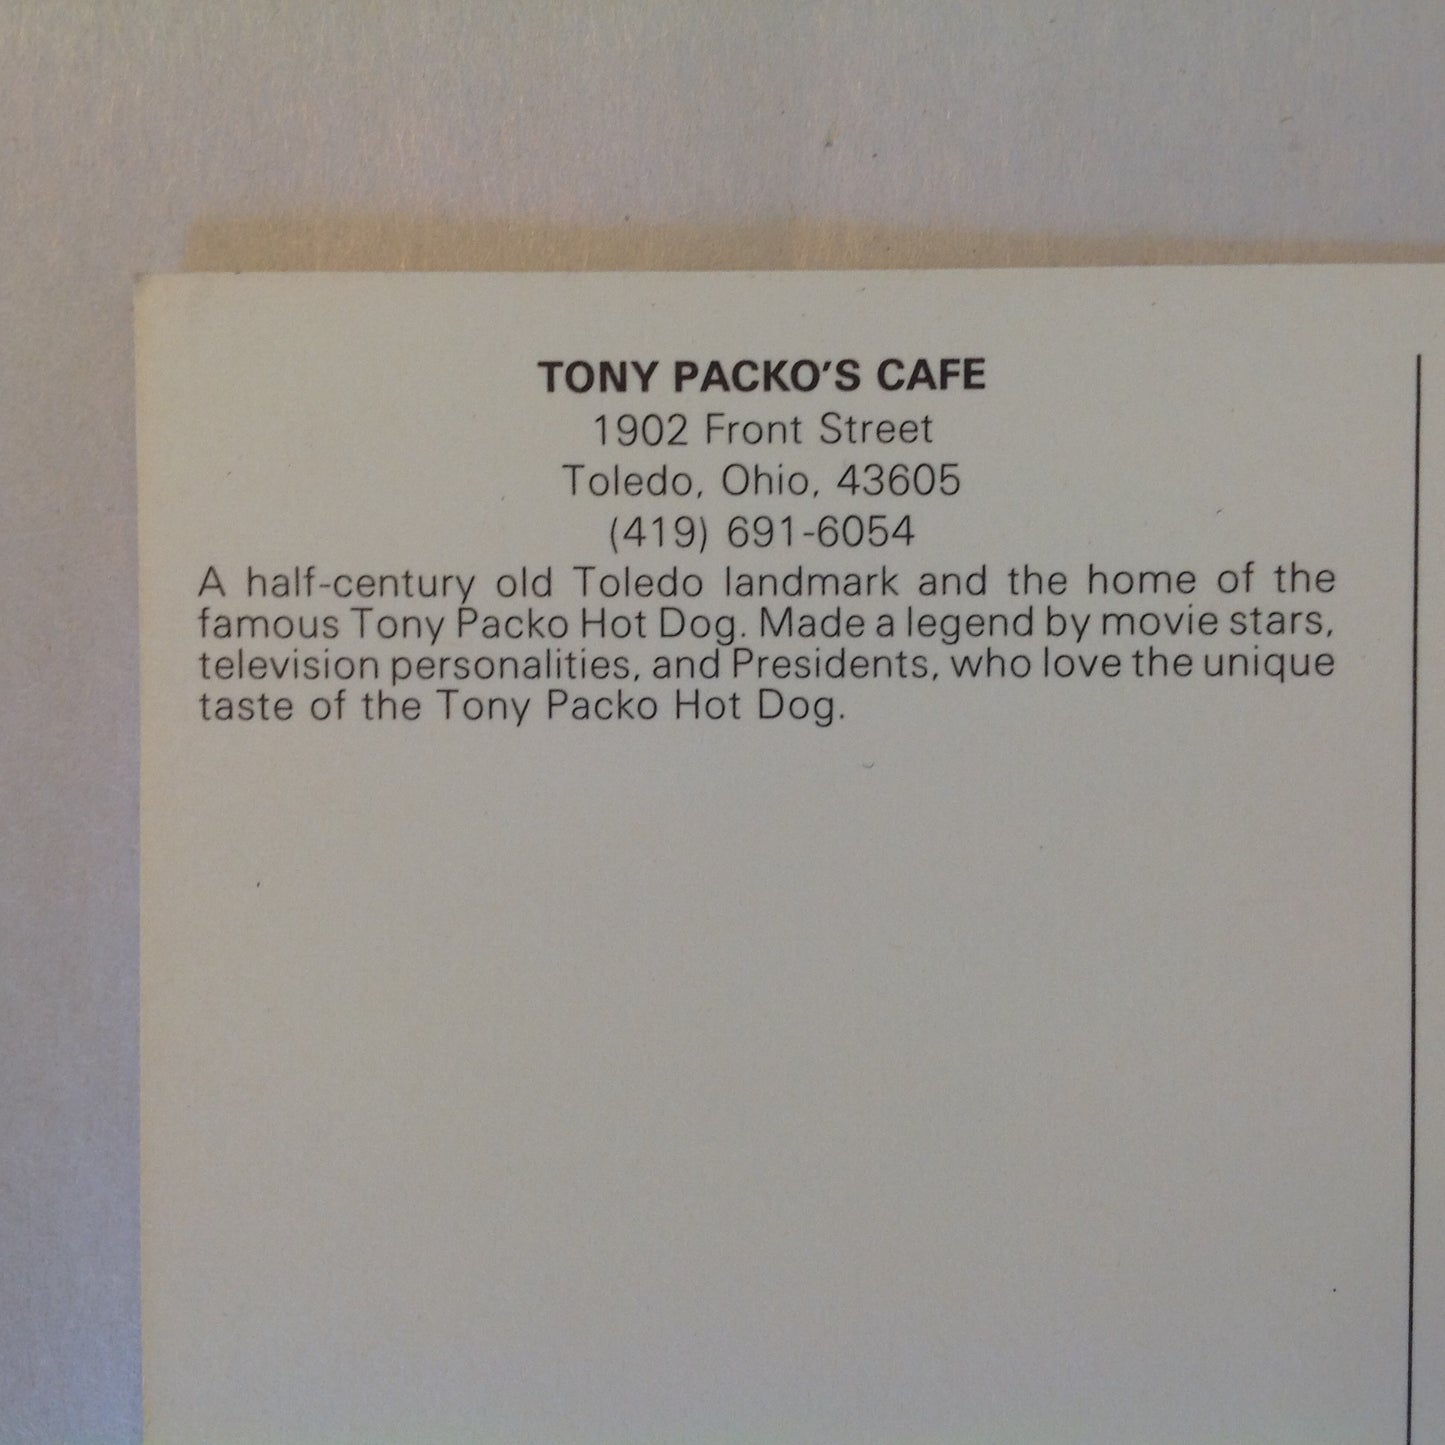 TONY PACKO'S CAFE
1902 Front Street
Toledo, Ohio, 43605
(419) 691-6054
A half-century old Toledo landmark and the home of the
famous Tony Packo Hot Dog. Made a legend by movie stars,
television personalities, and Presidents, who love the unique
taste of the Tony Packo Hot Dog.